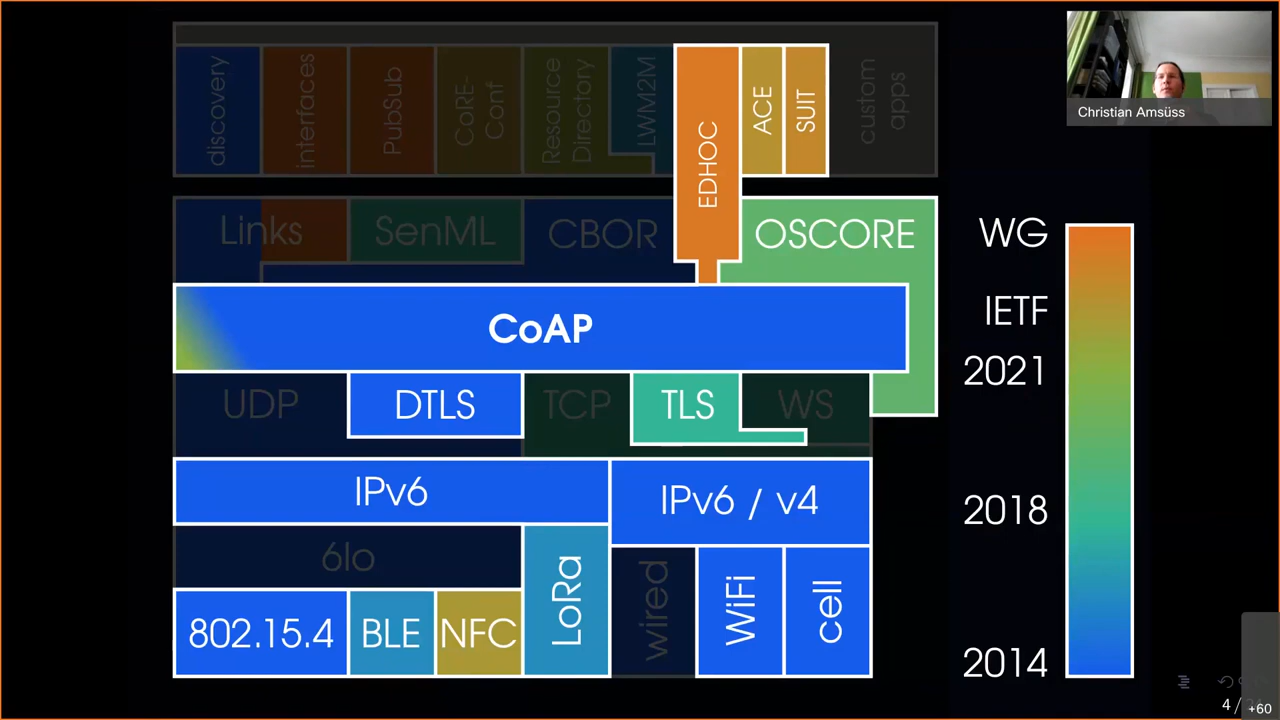 discovery
interfaces
PubSub
CoRE
Conf
Resource
Directory
LWM2M
EDHOC
ACE
SUIT
custom
apps
Christian Amsüss
Links
SenML
CBOR
OSCORE
CoAP
UDP
DTLS
TCP
TLS
WS
IPv6
IPv6 / v4
6lo
802.15.4
BLE
NFC
LoRa
wired
WiFi
cell
WG
IETF
2021
2018
2014
4 /
+60